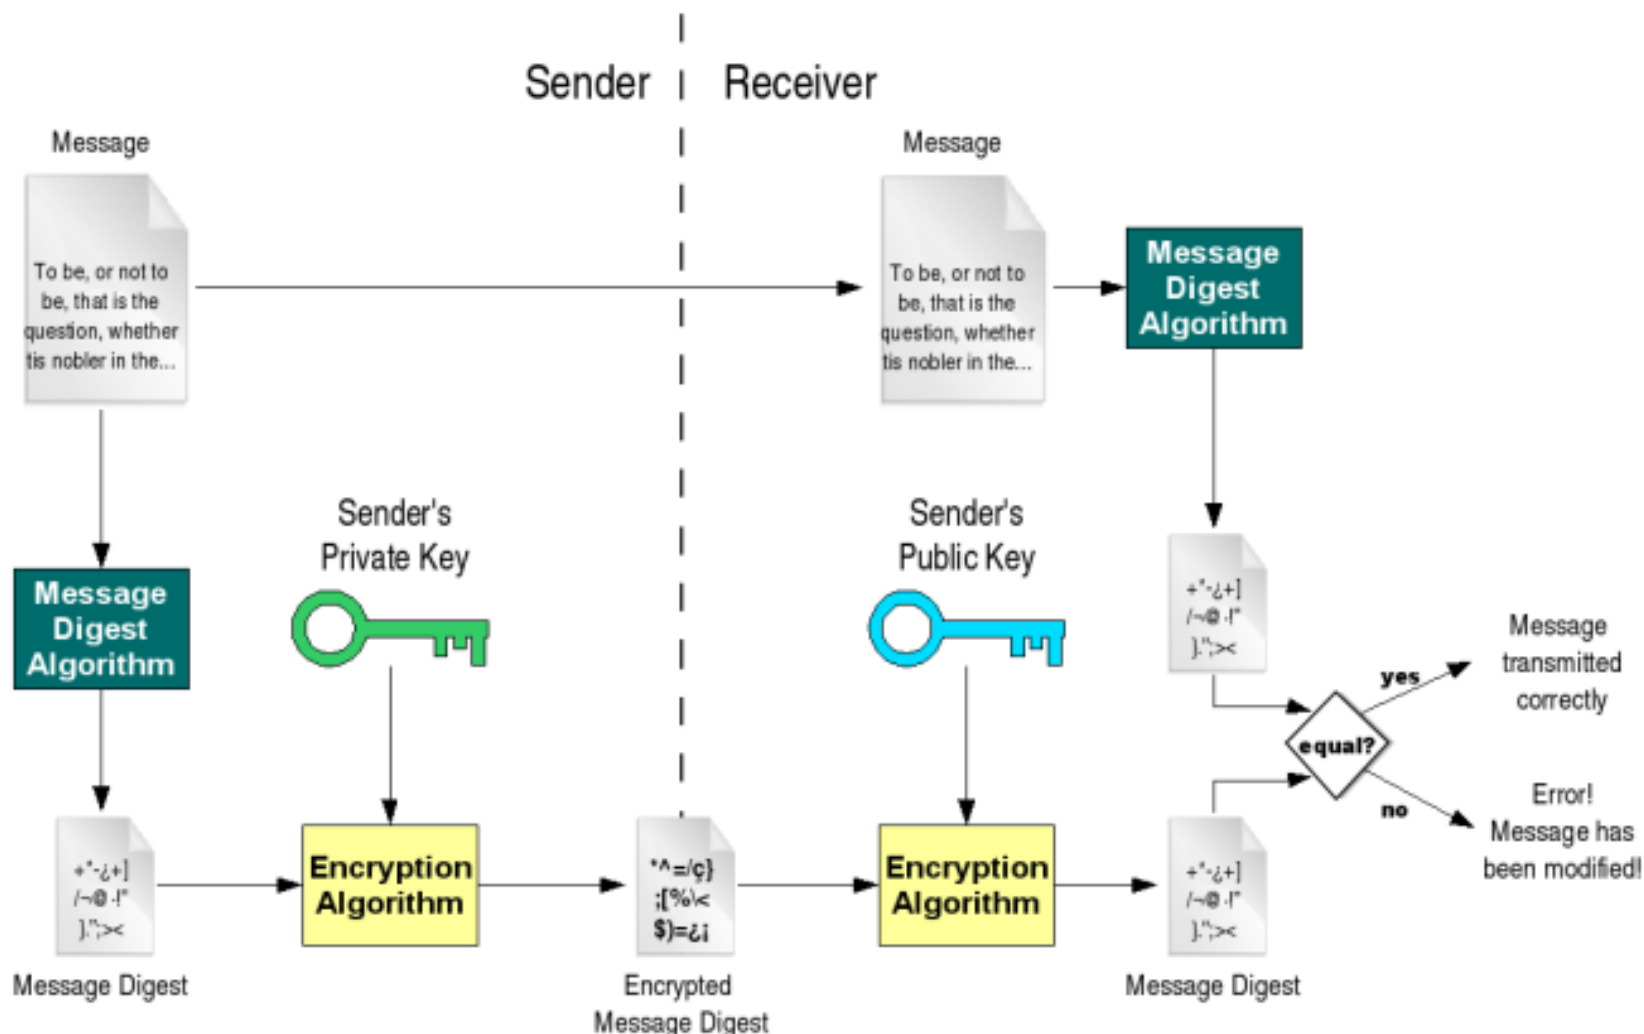 Sender
Receiver
Message
To be, or not to
be, that is the
question, whether
tis nobler in the...
Message
To be, or not to
be, that is the
question, whether
tis nobler in the...
Message
Digest
Algorithm
Sender's
Private Key
Sender's
Public Key
Message
Digest
Algorithm
+*-¿+]
/¬@-!"
}.";><
Message
transmitted
correctly
yes
equal?
no
Error!
Message has
been modified!
+*-¿+]
/¬@-!"
}.";><
Message Digest
Encryption
Algorithm
*^=/ç}
;[%\<
$)=¿¡
Encrypted
Message Digest
Encryption
Algorithm
+*-¿+]
/¬@-!"
}.";><
Message Digest